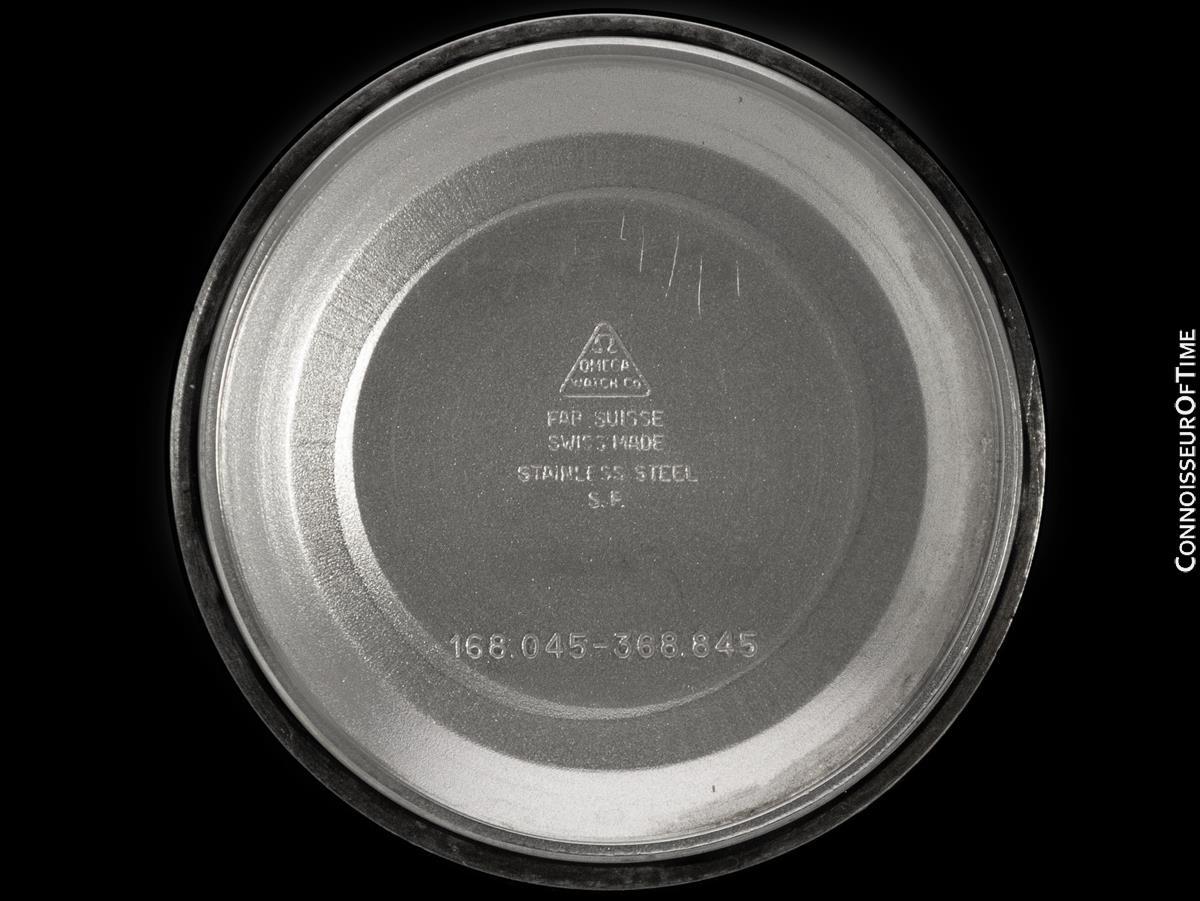 Ω
OMEGA
WATCH Co
FAB. SUISSE
SWISS MADE
STAINLESS STEEL
S.F.
168.045-368.845
CONNOISSEUROFTIME